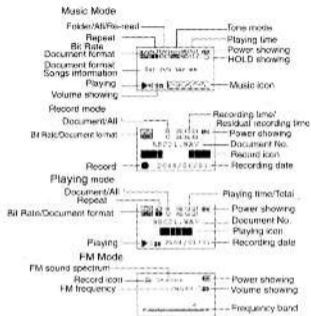 Music Mode
Folder/All/Re-read
Repeat
Bit Rate
Document format
Document format
Songs information
Playing
Volume showing
Tone mode
Playing time
Power showing
HOLD showing
Music icon
Record mode
Document/All
Bit Rate/Document format
Record
Recording time/
Residual recording time
Power showing
Document No.
Record icon
Recording date
Playing mode
Document/All
Repeat
Bit Rate/Document format
Playing
Playing time/Total
Power showing
Document No.
Playing icon
Recording date
FM Mode
FM sound spectrum
Record icon
FM frequency
Power showing
Volume showing
Frequency band